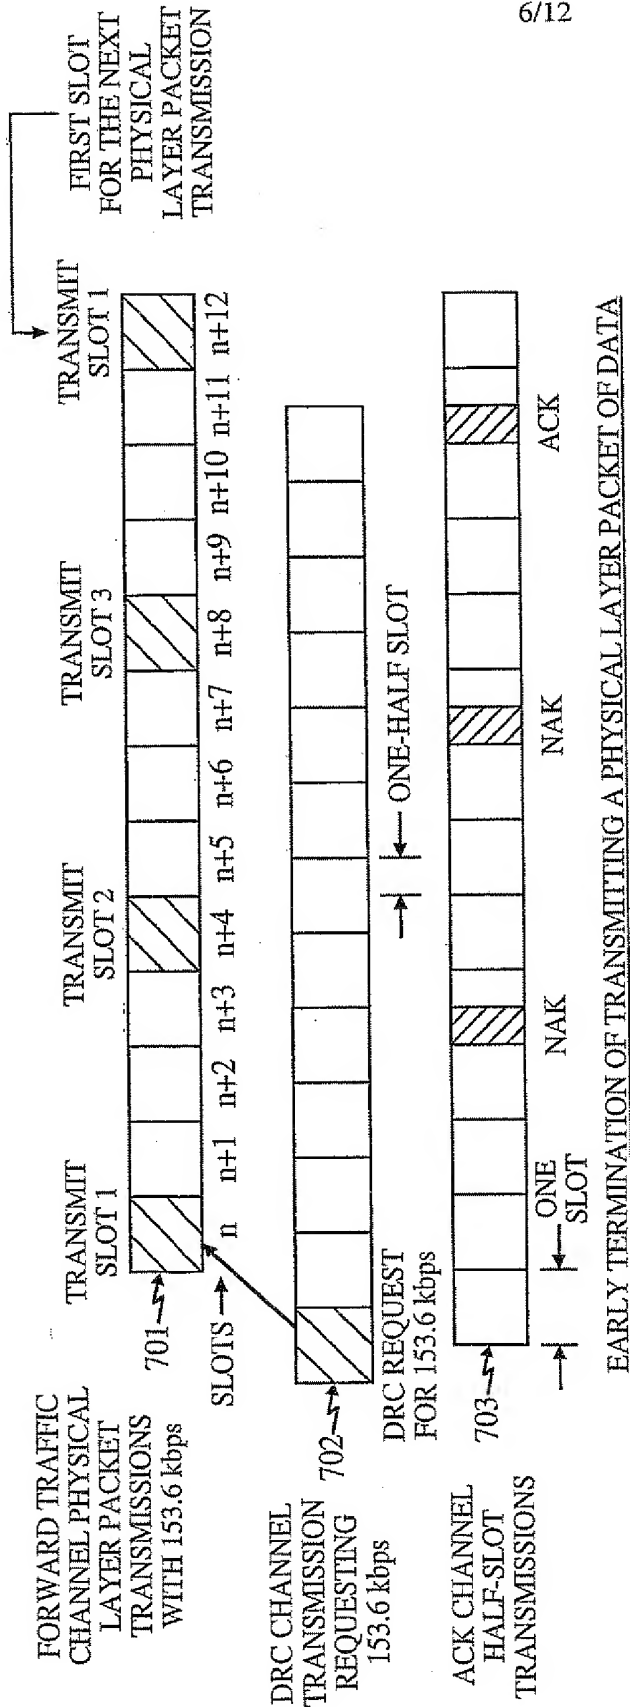 6/12
FORWARD TRAFFIC
CHANNEL PHYSICAL
LAYER PACKET
TRANSMISSIONS
WITH 153.6 kbps
701
TRANSMIT
SLOT 1
TRANSMIT
SLOT 2
TRANSMIT
SLOT 3
TRANSMIT
SLOT 1
FIRST SLOT
FOR THE NEXT
PHYSICAL
LAYER PACKET
TRANSMISSION
SLOTS
n n+1 n+2 n+3 n+4 n+5 n+6 n+7 n+8 n+9 n+10 n+11 n+12
DRC CHANNEL
TRANSMISSION
REQUESTING
153.6 kbps
702
DRC REQUEST
FOR 153.6 kbps
ONE-HALF SLOT
ACK CHANNEL
HALF-SLOT
TRANSMISSIONS
703
ONE
SLOT
NAK
NAK
ACK
EARLY TERMINATION OF TRANSMITTING A PHYSICAL LAYER PACKET OF DATA